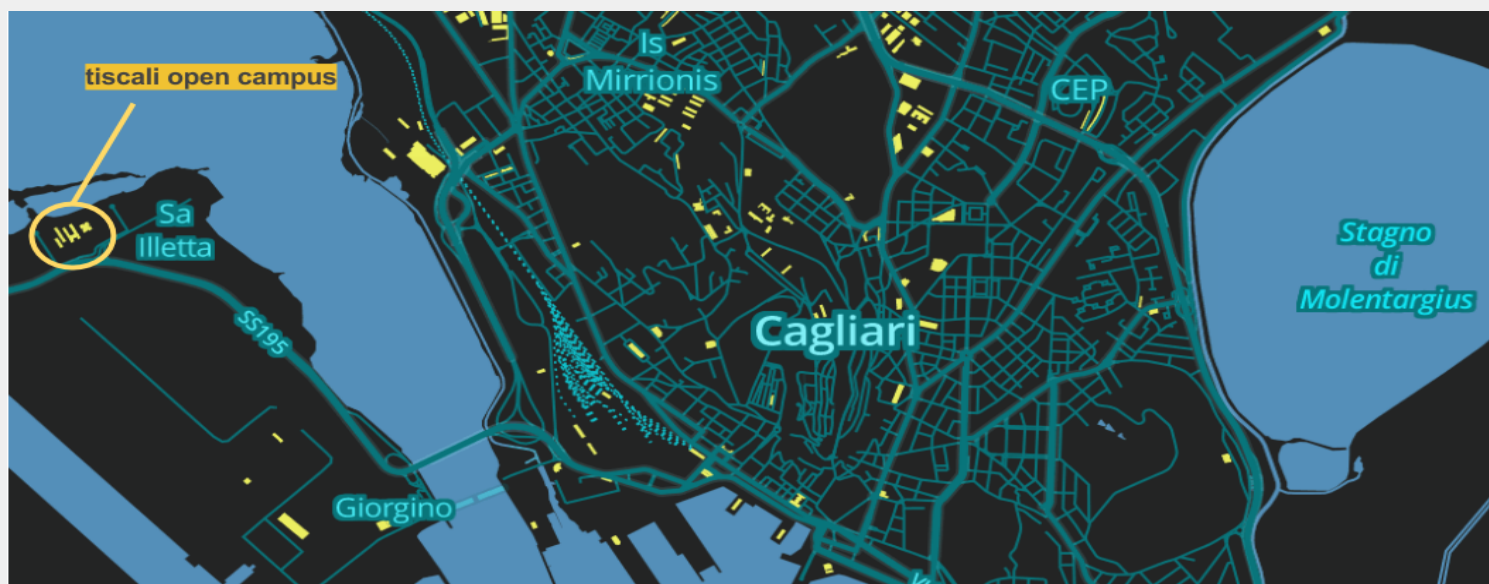 tiscali open campus
Is
Mirrionis
CEP
Sa
Illetta
Stagno
di
Molentargius
SS195
Cagliari
Giorgino